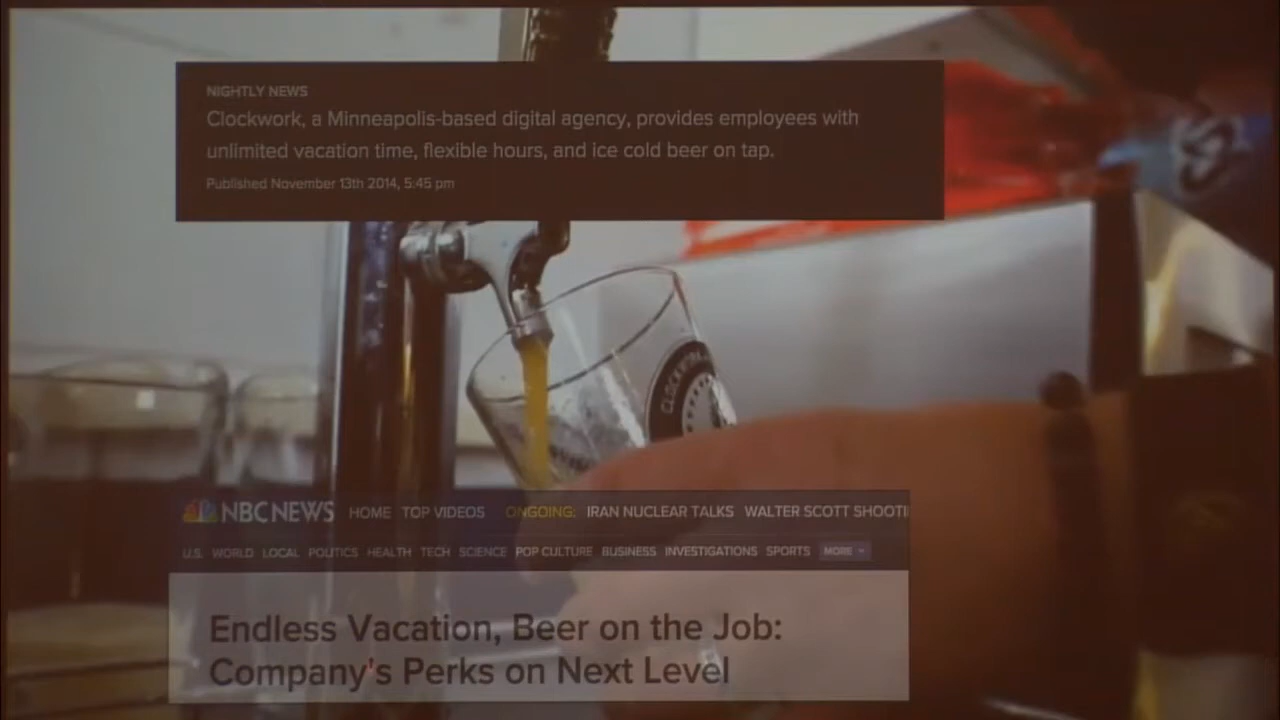 NIGHTLY NEWS
Clockwork, a Minneapolis-based digital agency, provides employees with
unlimited vacation time, flexible hours, and ice cold beer on tap.
Published November 13th 2014, 5:45 pm
CLOCKWORK
NBC NEWS HOME TOP VIDEOS ONGOING: IRAN NUCLEAR TALKS WALTER SCOTT SHOOTI
U.S. WORLD LOCAL POLITICS HEALTH TECH SCIENCE POP CULTURE BUSINESS INVESTIGATIONS SPORTS MORE
Endless Vacation, Beer on the Job:
Company's Perks on Next Level